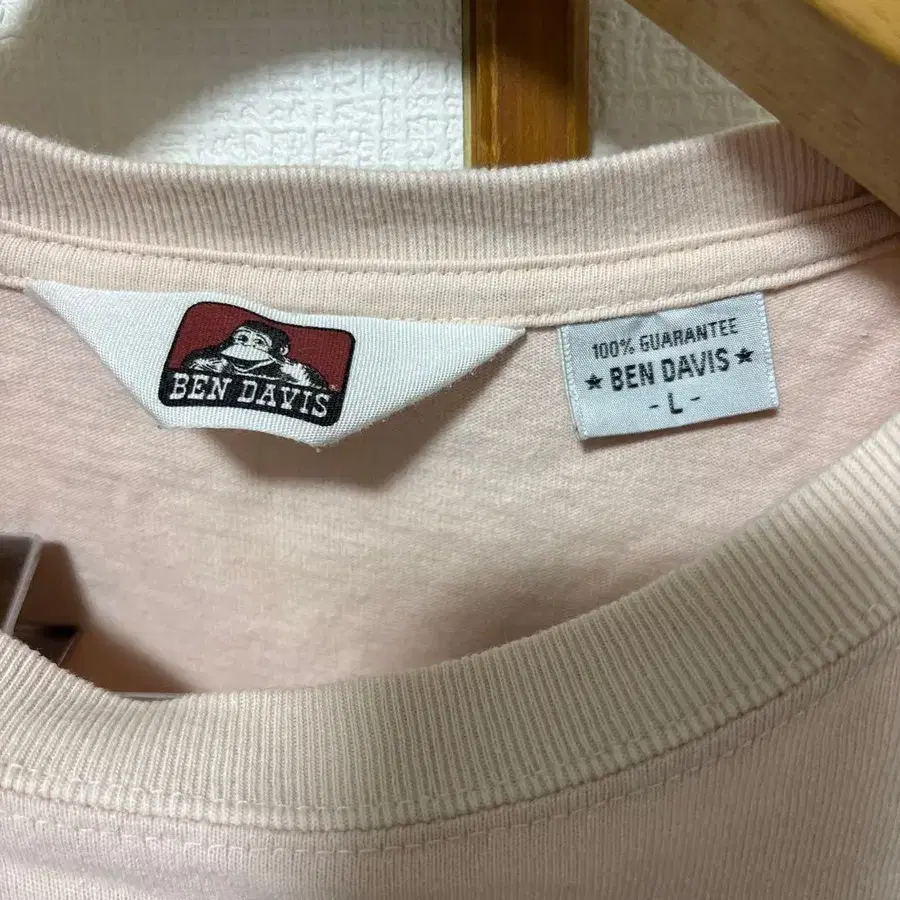 BEN DAVIS
100% GUARANTEE
★ BEN DAVIS ★
- L -